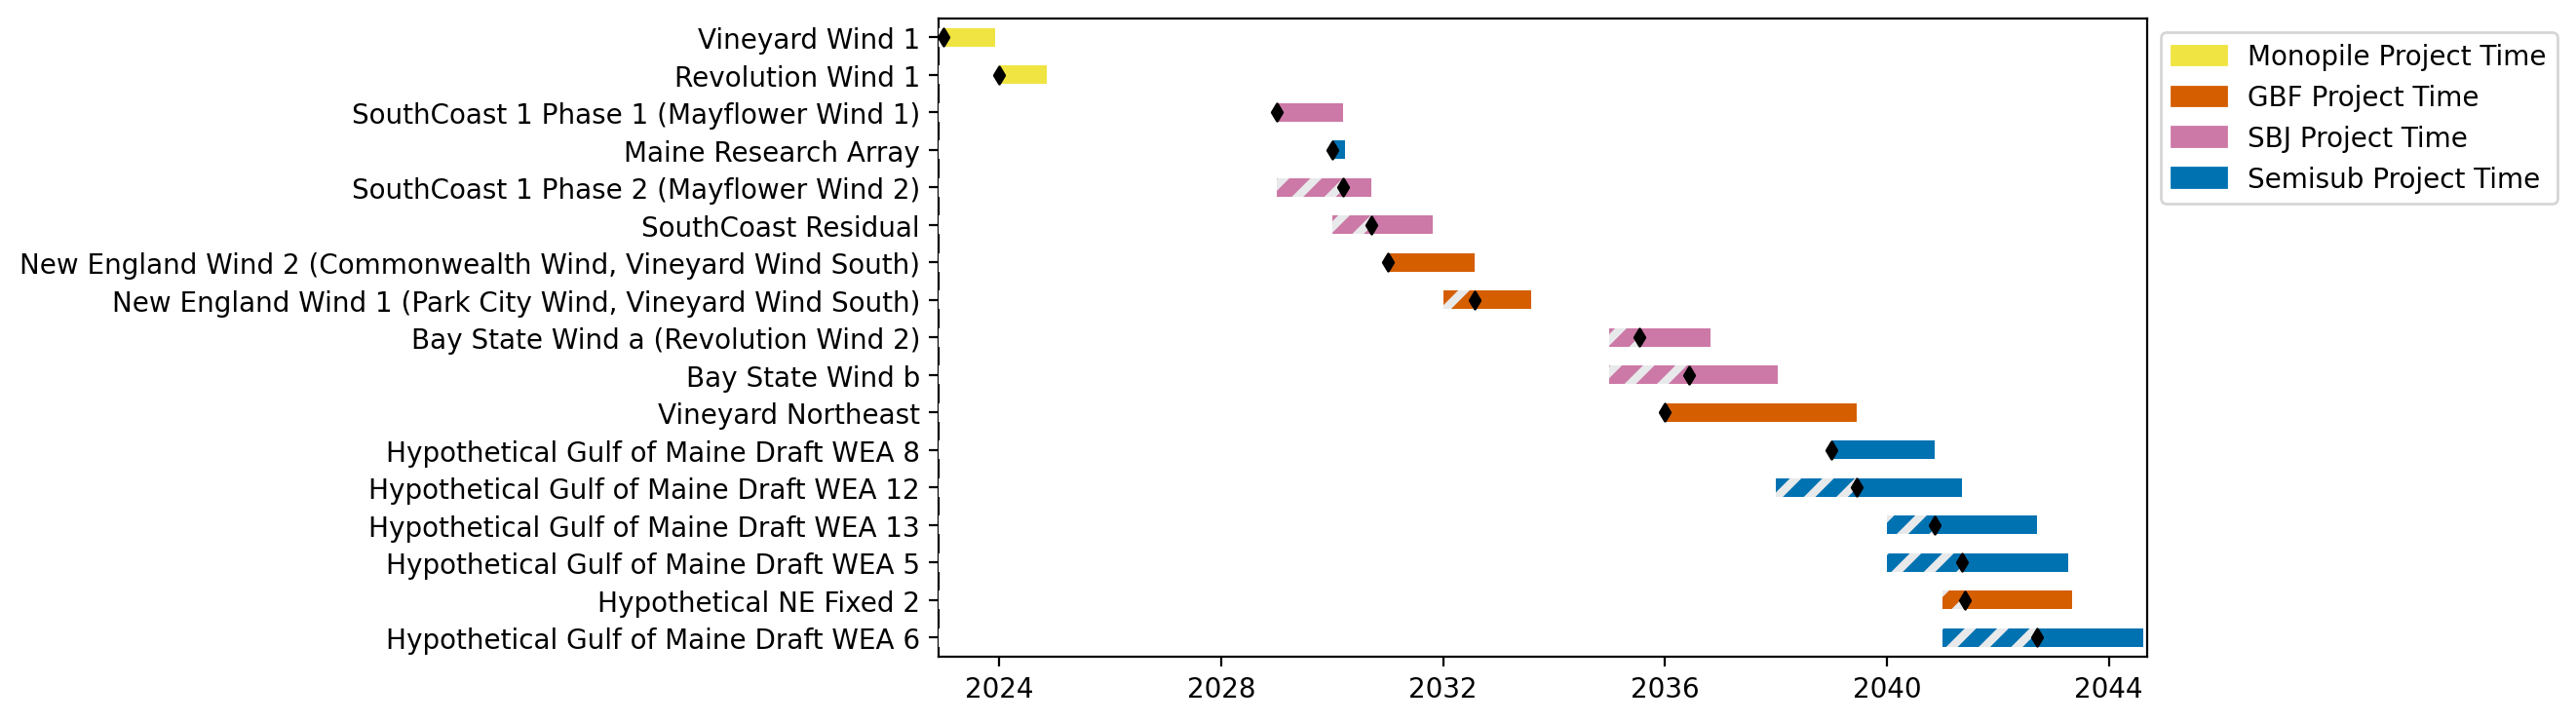 Vineyard Wind 1
Revolution Wind 1
SouthCoast 1 Phase 1 (Mayflower Wind 1)
Maine Research Array
SouthCoast 1 Phase 2 (Mayflower Wind 2)
SouthCoast Residual
New England Wind 2 (Commonwealth Wind, Vineyard Wind South)
New England Wind 1 (Park City Wind, Vineyard Wind South)
Bay State Wind a (Revolution Wind 2)
Bay State Wind b
Vineyard Northeast
Hypothetical Gulf of Maine Draft WEA 8
Hypothetical Gulf of Maine Draft WEA 12
Hypothetical Gulf of Maine Draft WEA 13
Hypothetical Gulf of Maine Draft WEA 5
Hypothetical NE Fixed 2
Hypothetical Gulf of Maine Draft WEA 6
2024 2028 2032 2036 2040 2044
Monopile Project Time
GBF Project Time
SBJ Project Time
Semisub Project Time